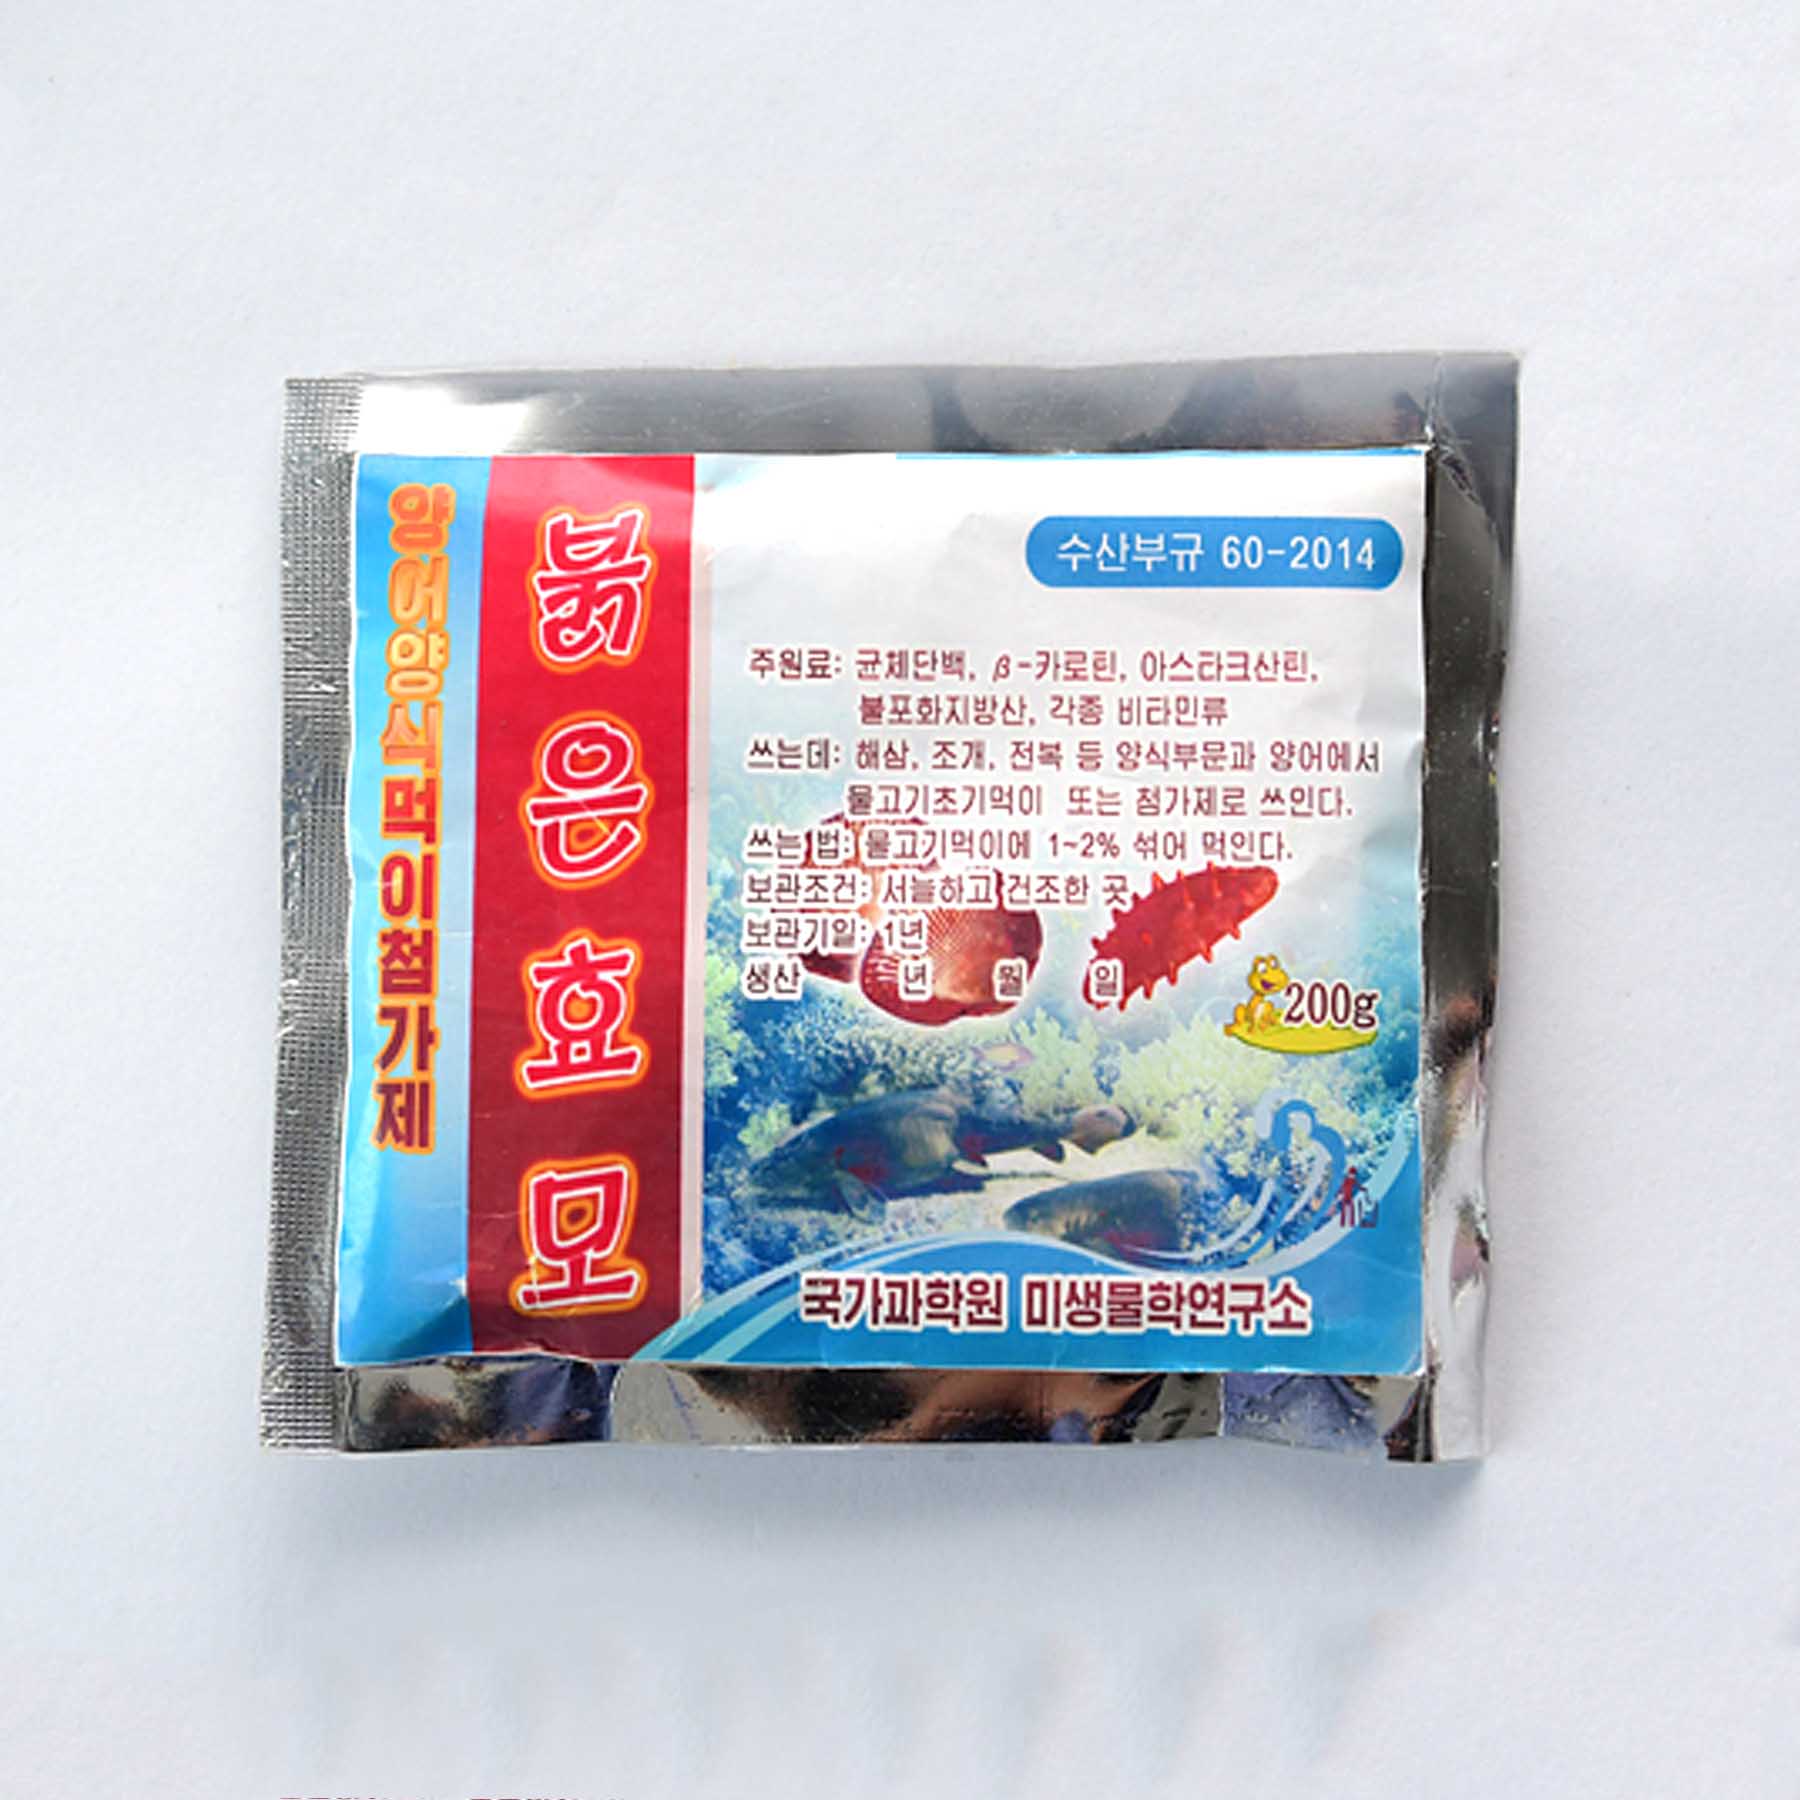 양어양식먹이첨가제
붉은효모
수산부규 60-2014
주원료: 균체단백, β-카로틴, 아스타크산틴,
불포화지방산, 각종 비타민류
쓰는데: 해삼, 조개, 전복 등 양식부문과 양어에서
물고기초기먹이 또는 첨가제로 쓰인다.
쓰는 법: 물고기먹이에 1~2% 섞어 먹인다.
보관조건: 서늘하고 건조한 곳
보관기일: 1년
생산 년 월 일
200g
국가과학원 미생물학연구소